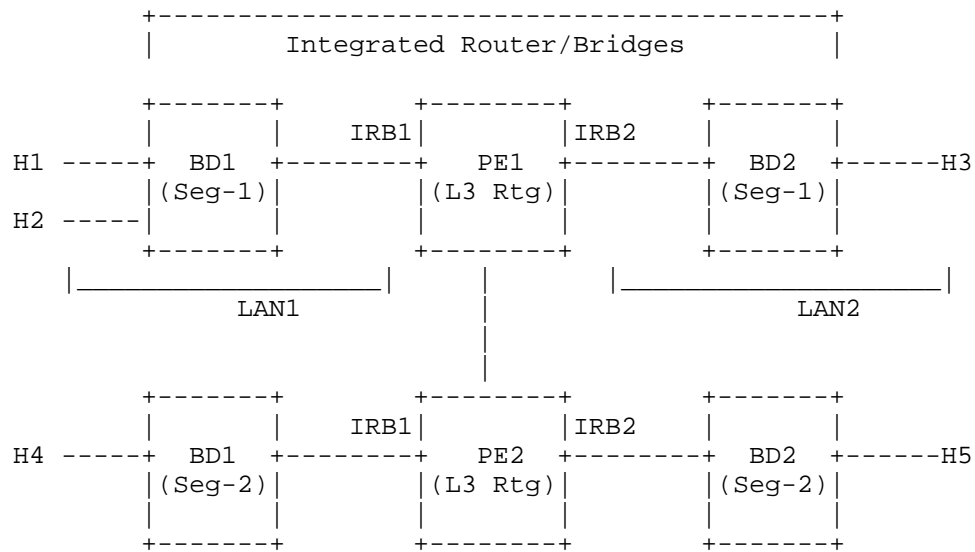 Integrated Router/Bridges
IRB1 IRB2
H1 BD1 PE1 BD2 H3
(Seg-1) (L3 Rtg) (Seg-1)
H2
LAN1 LAN2
IRB1 IRB2
H4 BD1 PE2 BD2 H5
(Seg-2) (L3 Rtg) (Seg-2)